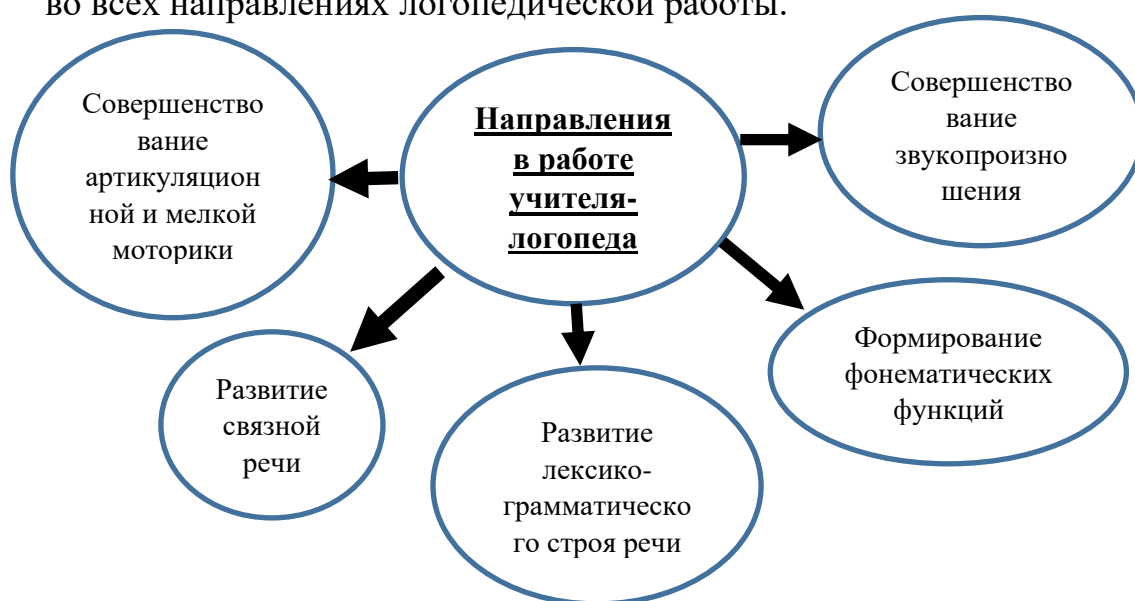 во всех направлениях логопедической работы.
Совершенство
вание
артикуляцион
ной и мелкой
моторики
Направления
в работе
учителя-
логопеда
Совершенство
вание
звукопроизно
шения
Развитие
связной
речи
Развитие
лексико-
грамматическо
го строя речи
Формирование
фонематических
функций